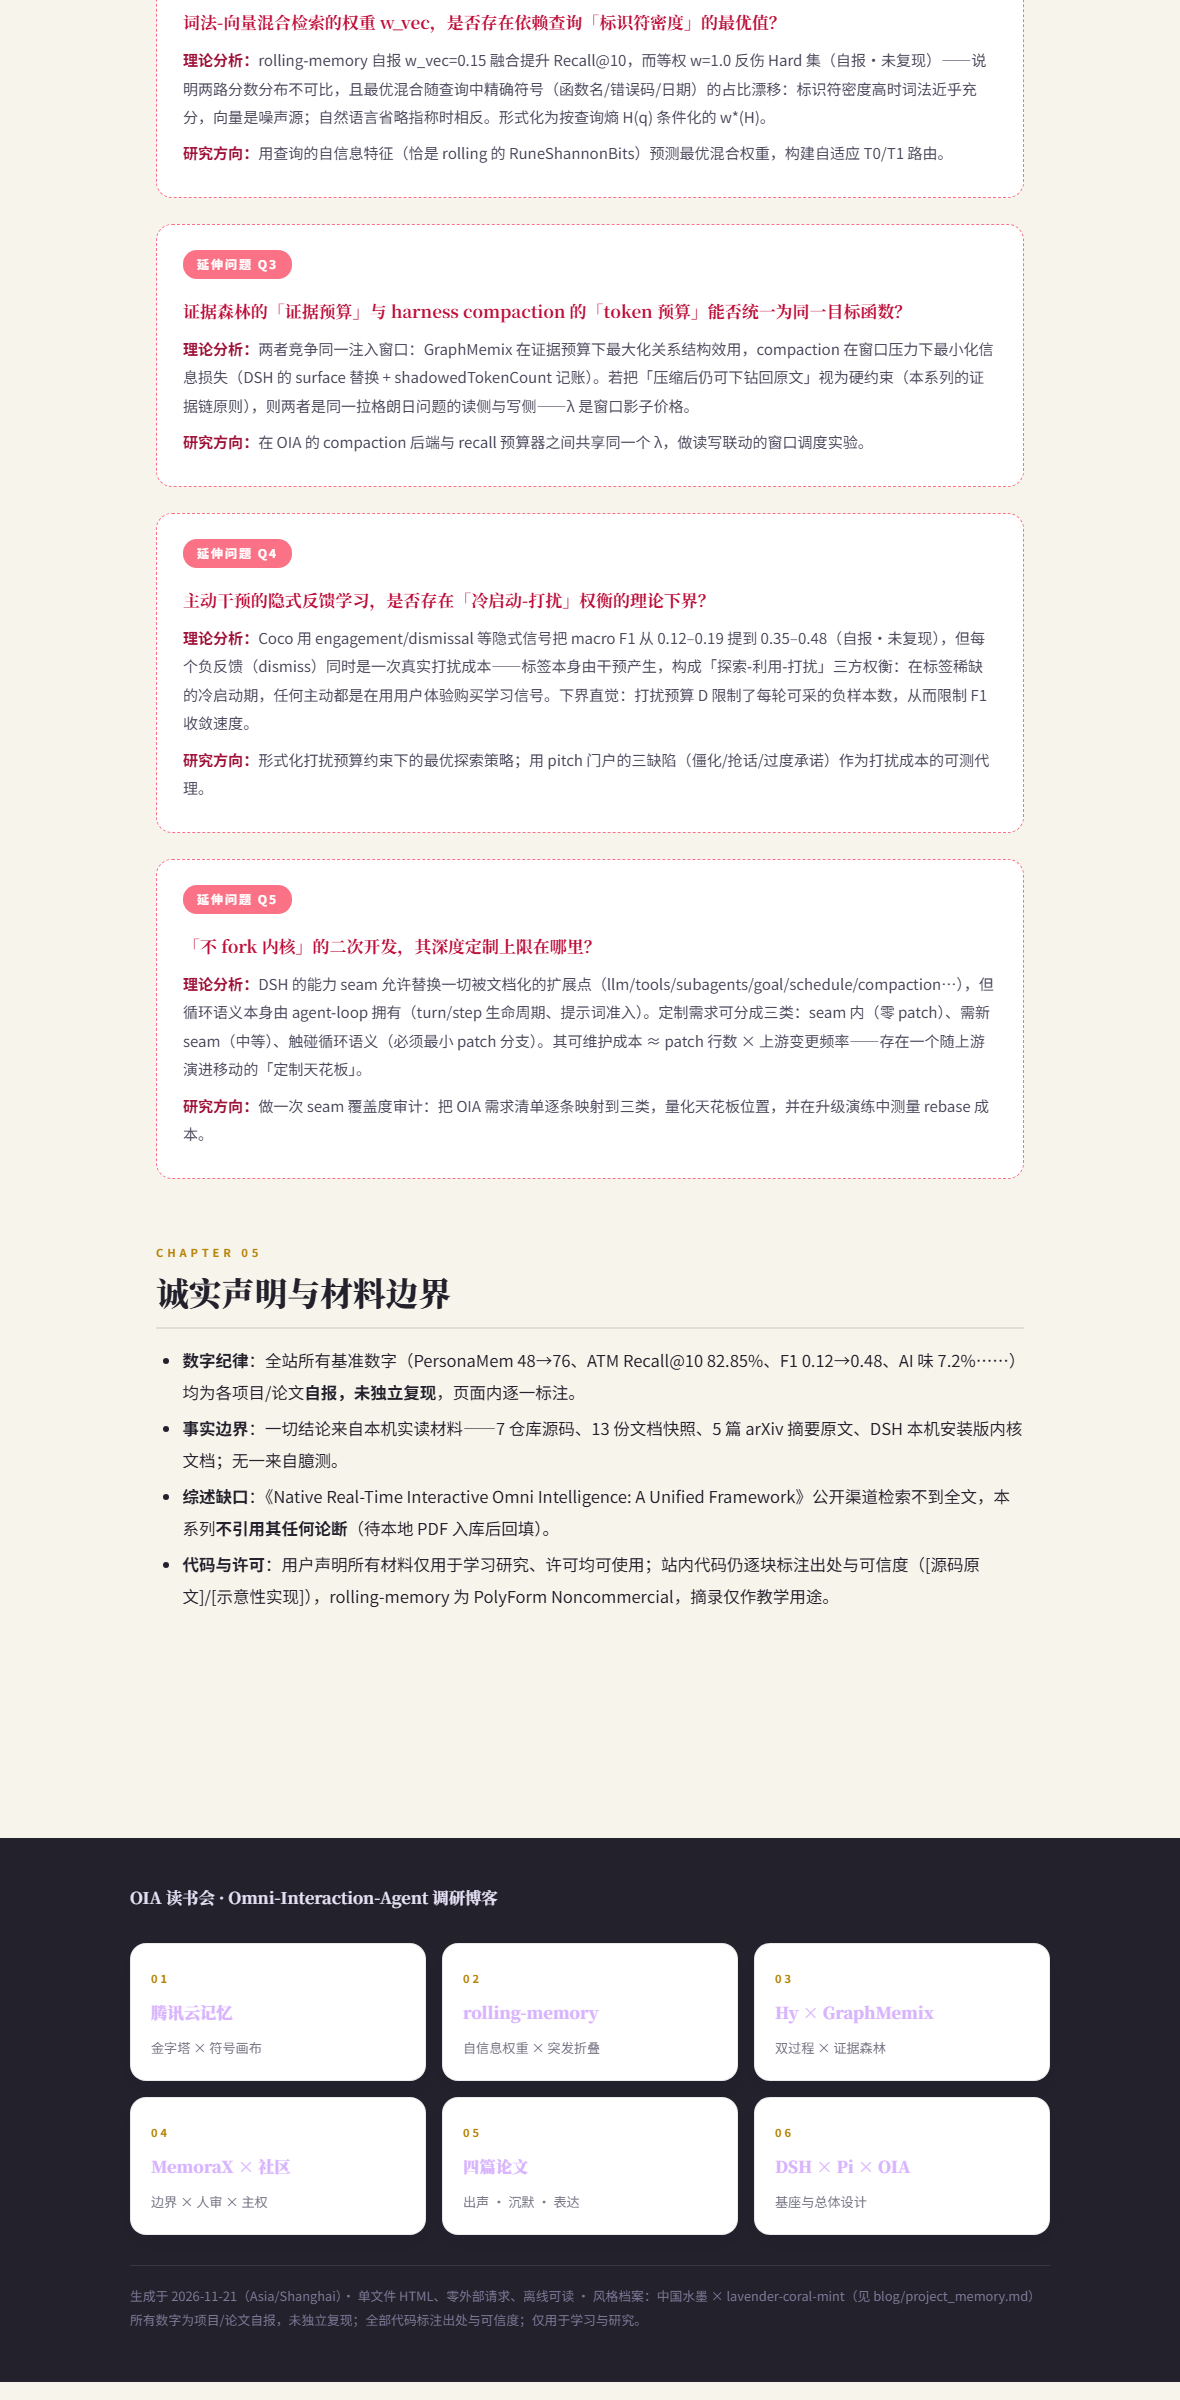 词法-向量混合检索的权重 w_vec，是否存在依赖查询「标识符密度」的最优值？
理论分析：rolling-memory 自报 w_vec=0.15 融合提升 Recall@10，而等权 w=1.0 反伤 Hard 集（自报・未复现）——说
明两路分数分布不可比，且最优混合随查询中精确符号（函数名/错误码/日期）的占比漂移：标识符密度高时词法近乎充
分，向量是噪声源；自然语言省略指称时相反。形式化为按查询熵 H(q) 条件化的 w*(H)。
研究方向：用查询的自信息特征（恰是 rolling 的 RuneShannonBits）预测最优混合权重，构建自适应 T0/T1 路由。
延伸问题 Q3
证据森林的「证据预算」与 harness compaction 的「token 预算」能否统一为同一目标函数？
理论分析：两者竞争同一注入窗口：GraphMemix 在证据预算下最大化关系结构效用，compaction 在窗口压力下最小化信
息损失（DSH 的 surface 替换 + shadowedTokenCount 记账）。若把「压缩后仍可下钻回原文」视为硬约束（本系列的证
据链原则），则两者是同一拉格朗日问题的读侧与写侧——λ 是窗口影子价格。
研究方向：在 OIA 的 compaction 后端与 recall 预算器之间共享同一个 λ，做读写联动的窗口调度实验。
延伸问题 Q4
主动干预的隐式反馈学习，是否存在「冷启动-打扰」权衡的理论下界？
理论分析：Coco 用 engagement/dismissal 等隐式信号把 macro F1 从 0.12–0.19 提到 0.35–0.48（自报・未复现），但每
个负反馈（dismiss）同时是一次真实打扰成本——标签本身由干预产生，构成「探索-利用-打扰」三方权衡：在标签稀缺
的冷启动期，任何主动都是在用用户体验购买学习信号。下界直觉：打扰预算 D 限制了每轮可采的负样本数，从而限制 F1
收敛速度。
研究方向：形式化打扰预算约束下的最优探索策略；用 pitch 门户的三缺陷（僵化/抢话/过度承诺）作为打扰成本的可测代
理。
延伸问题 Q5
「不 fork 内核」的二次开发，其深度定制上限在哪里？
理论分析：DSH 的能力 seam 允许替换一切被文档化的扩展点（llm/tools/subagents/goal/schedule/compaction…），但
循环语义本身由 agent-loop 拥有（turn/step 生命周期、提示词准入）。定制需求可分成三类：seam 内（零 patch）、需新
seam（中等）、触碰循环语义（必须最小 patch 分支）。其可维护成本 ≈ patch 行数 × 上游变更频率——存在一个随上游
演进移动的「定制天花板」。
研究方向：做一次 seam 覆盖度审计：把 OIA 需求清单逐条映射到三类，量化天花板位置，并在升级演练中测量 rebase 成
本。
CHAPTER 05
诚实声明与材料边界
• 数字纪律：全站所有基准数字（PersonaMem 48→76、ATM Recall@10 82.85%、F1 0.12→0.48、AI 味 7.2%……）
均为各项目/论文自报，未独立复现，页面内逐一标注。
• 事实边界：一切结论来自本机实读材料——7 仓库源码、13 份文档快照、5 篇 arXiv 摘要原文、DSH 本机安装版内核
文档；无一来自臆测。
• 综述缺口：《Native Real-Time Interactive Omni Intelligence: A Unified Framework》公开渠道检索不到全文，本
系列不引用其任何论断（待本地 PDF 入库后回填）。
• 代码与许可：用户声明所有材料仅用于学习研究、许可均可使用；站内代码仍逐块标注出处与可信度（[源码原
文]/[示意性实现]），rolling-memory 为 PolyForm Noncommercial，摘录仅作教学用途。
OIA 读书会 · Omni-Interaction-Agent 调研博客
01
腾讯云记忆
金字塔 × 符号画布
02
rolling-memory
自信息权重 × 突发折叠
03
Hy × GraphMemix
双过程 × 证据森林
04
MemoraX × 社区
边界 × 人审 × 主权
05
四篇论文
出声 · 沉默 · 表达
06
DSH × Pi × OIA
基座与总体设计
生成于 2026-11-21（Asia/Shanghai）· 单文件 HTML、零外部请求、离线可读 · 风格档案：中国水墨 × lavender-coral-mint（见 blog/project_memory.md）
所有数字为项目/论文自报，未独立复现；全部代码标注出处与可信度；仅用于学习与研究。